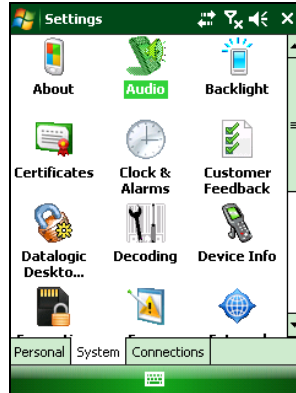 Settings
About
Audio
Backlight
Certificates
Clock &
Alarms
Customer
Feedback
Datalogic
Deskto...
Decoding
Device Info
Personal
System
Connections